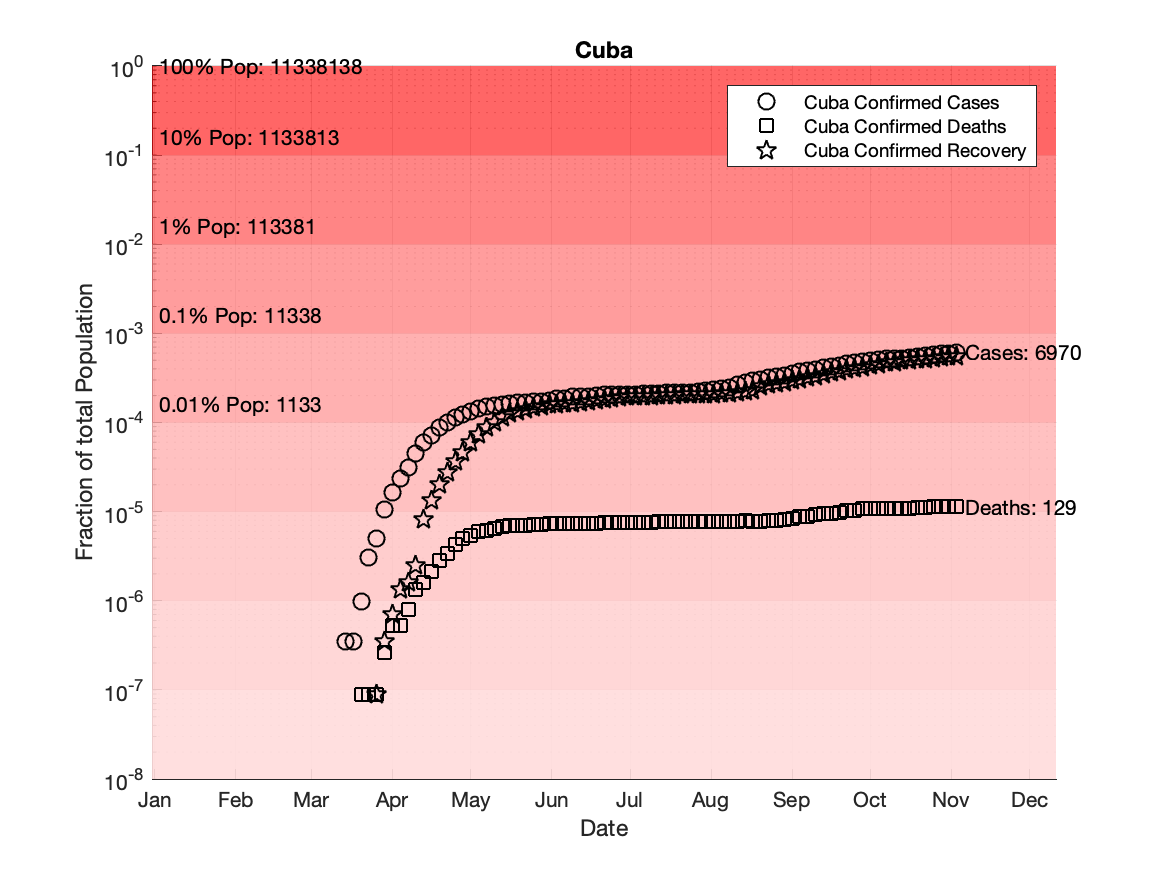 Cuba
10^0
100% Pop: 11338138
Cuba Confirmed Cases
Cuba Confirmed Deaths
Cuba Confirmed Recovery
10% Pop: 1133813
10^-1
1% Pop: 113381
10^-2
0.1% Pop: 11338
10^-3
Cases: 6970
0.01% Pop: 1133
10^-4
10^-5
Deaths: 129
10^-6
10^-7
10^-8
Fraction of total Population
Jan Feb Mar Apr May Jun Jul Aug Sep Oct Nov Dec
Date